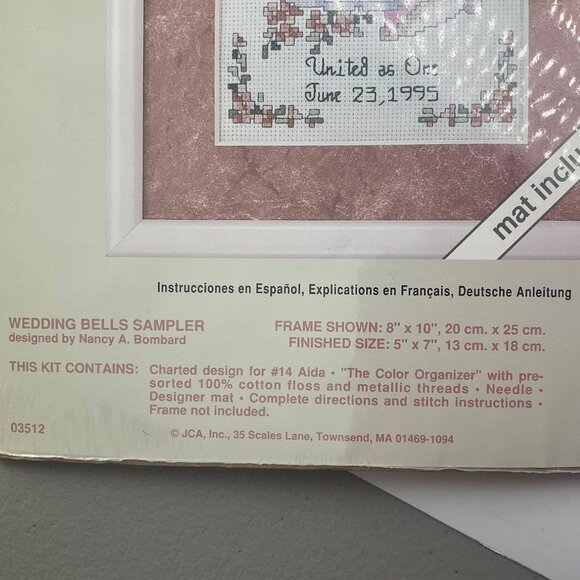 United as One
June 23, 1995
mat inclu
Instrucciones en Español, Explications en Français, Deutsche Anleitung
WEDDING BELLS SAMPLER
designed by Nancy A. Bombard
FRAME SHOWN: 8" x 10", 20 cm. x 25 cm.
FINISHED SIZE: 5" x 7", 13 cm. x 18 cm.
THIS KIT CONTAINS: Charted design for #14 Aida • "The Color Organizer" with pre-
sorted 100% cotton floss and metallic threads • Needle •
Designer mat • Complete directions and stitch instructions •
Frame not included.
03512
© JCA, Inc., 35 Scales Lane, Townsend, MA 01469-1094